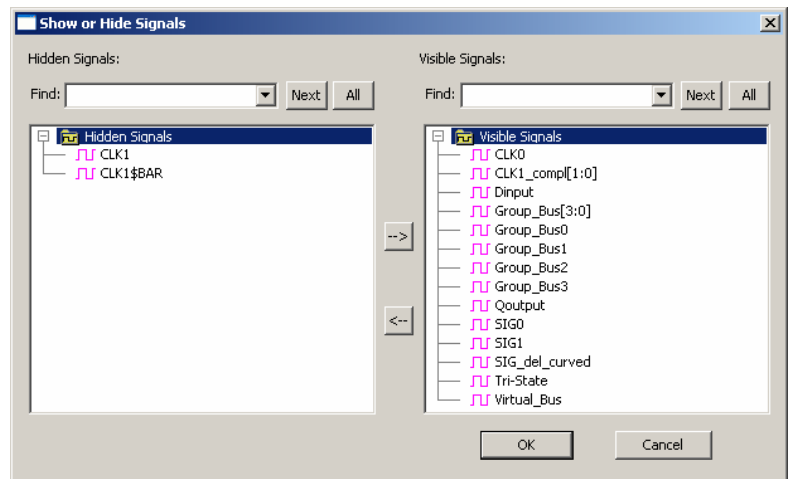 Show or Hide Signals
Hidden Signals:
Find:
Next
All
Hidden Signals
CLK1
CLK1$BAR
-->
<--
Visible Signals:
Find:
Next
All
Visible Signals
CLK0
CLK1_compl[1:0]
Dinput
Group_Bus[3:0]
Group_Bus0
Group_Bus1
Group_Bus2
Group_Bus3
Qoutput
SIG0
SIG1
SIG_del_curved
Tri-State
Virtual_Bus
OK
Cancel